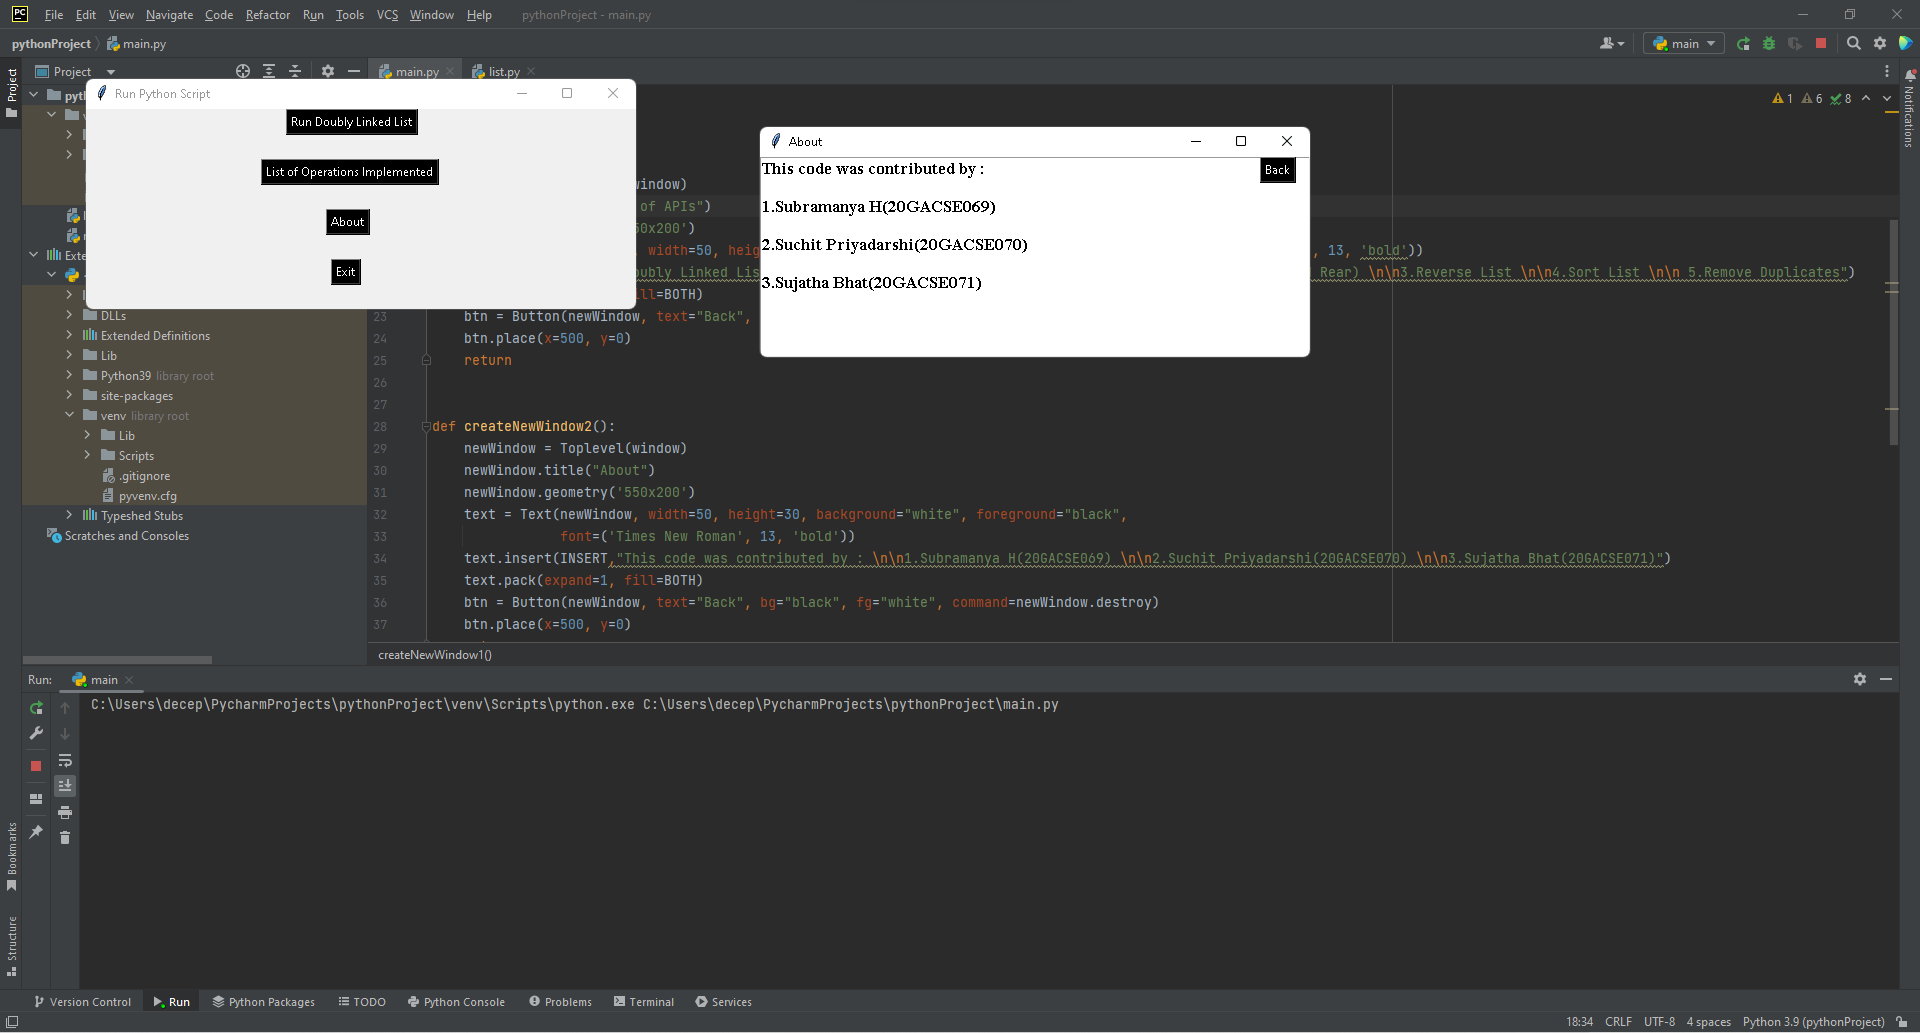 PC File Edit View Navigate Code Refactor Run Tools VCS Window Help pythonProject - main.py
pythonProject main.py
main
Project
main.py list.py
Project
Notifications
Run Python Script
Run Doubly Linked List
List of Operations Implemented
About
Exit
About
This code was contributed by :
Back
1.Subramanya H(20GACSE069)
2.Suchit Priyadarshi(20GACSE070)
3.Sujatha Bhat(20GACSE071)
1 6 8
of APIs")
width=50, 13, 'bold'))
Rear) \n\n3.Reverse List \n\n4.Sort List \n\n 5.Remove Duplicates")
=BOTH)
DLLs
Extended Definitions
Lib
Python39 library root
site-packages
venv library root
Lib
Scripts
.gitignore
pyvenv.cfg
Typeshed Stubs
Scratches and Consoles
23 btn = Button(newWindow, text="Back",
24 btn.place(x=500, y=0)
25 return
26
27
28 def createNewWindow2():
29 newWindow = Toplevel(window)
30 newWindow.title("About")
31 newWindow.geometry('550x200')
32 text = Text(newWindow, width=50, height=30, background="white", foreground="black",
33 font=('Times New Roman', 13, 'bold'))
34 text.insert(INSERT,"This code was contributed by : \n\n1.Subramanya H(20GACSE069) \n\n2.Suchit Priyadarshi(20GACSE070) \n\n3.Sujatha Bhat(20GACSE071)")
35 text.pack(expand=1, fill=BOTH)
36 btn = Button(newWindow, text="Back", bg="black", fg="white", command=newWindow.destroy)
37 btn.place(x=500, y=0)
createNewWindow1()
Run: main
C:\Users\decep\PycharmProjects\pythonProject\venv\Scripts\python.exe C:\Users\decep\PycharmProjects\pythonProject\main.py
Bookmarks
Structure
Version Control Run Python Packages TODO Python Console Problems Terminal Services
18:34 CRLF UTF-8 4 spaces Python 3.9 (pythonProject)